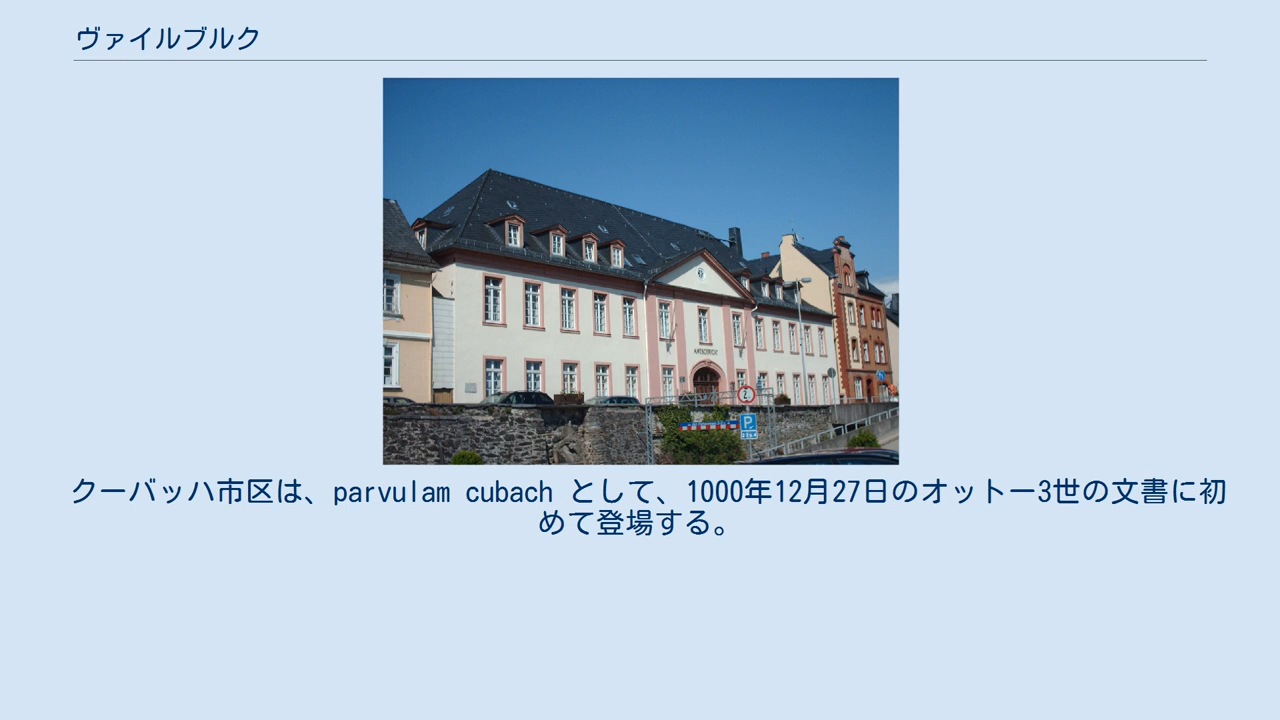 ヴァイルブルク
AMTSGERICHT
P
クーバッハ市区は、parvulam cubach として、1000年12月27日のオットー3世の文書に初
めて登場する。